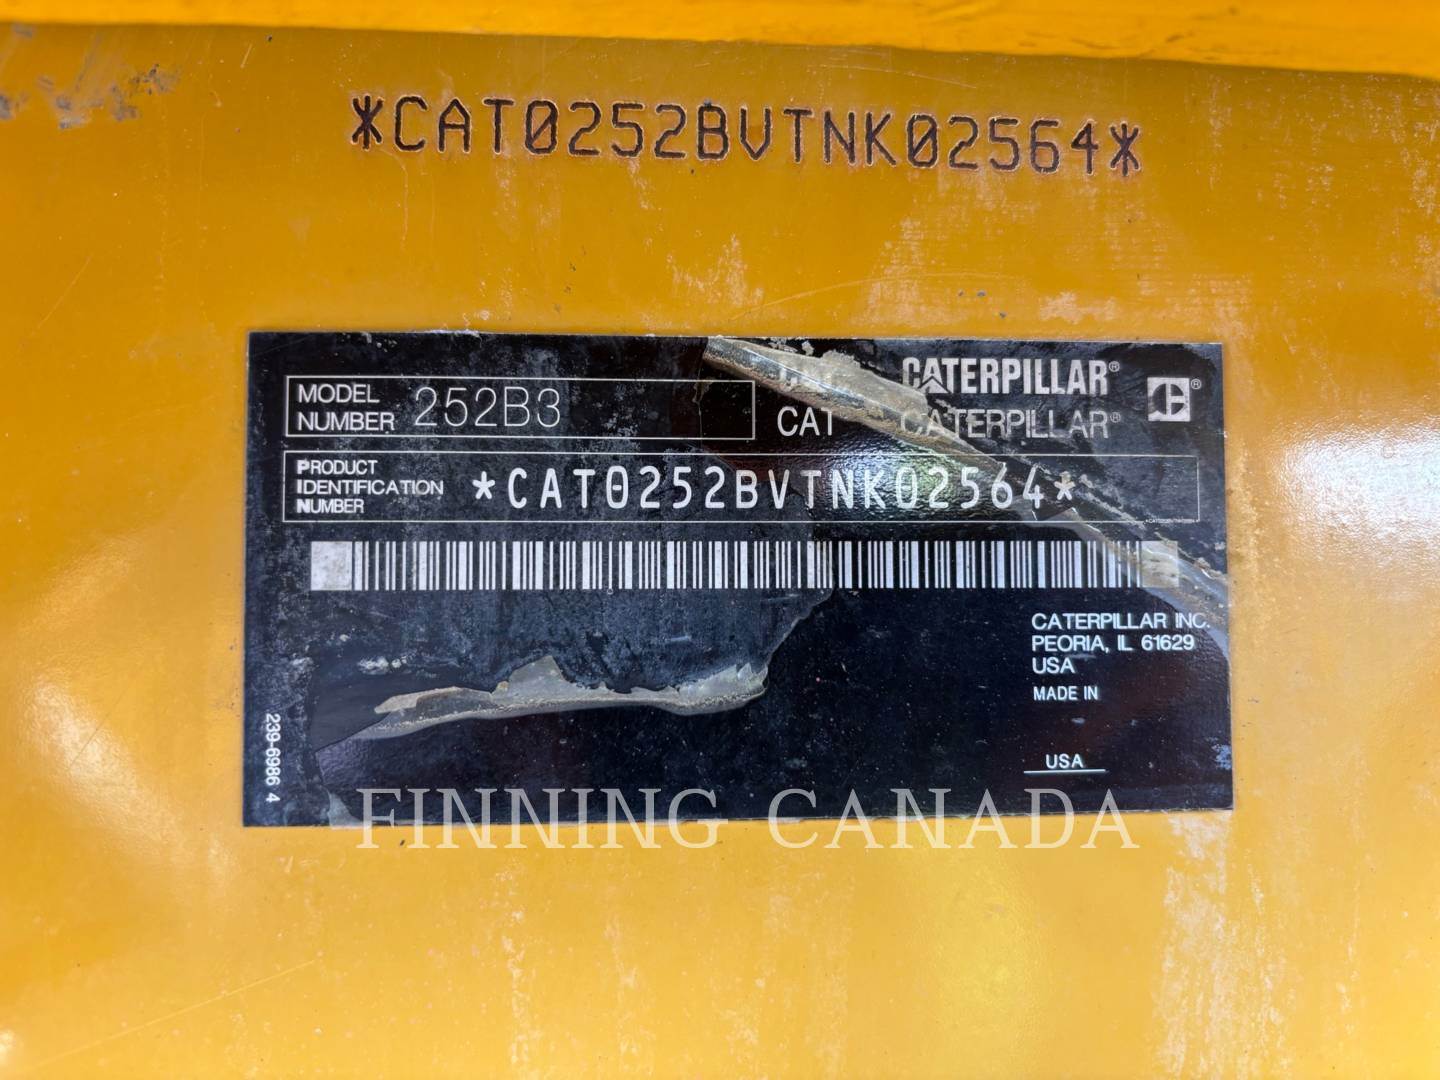 *CAT0252BVTNK02564*
CATERPILLAR®
MODEL
NUMBER 252B3
CAT CATERPILLAR®
PRODUCT
IDENTIFICATION
NUMBER
*CAT0252BVTNK02564*
CATERPILLAR INC.
PEORIA, IL 61629
USA
MADE IN
USA
239-6986 4
FINNING CANADA